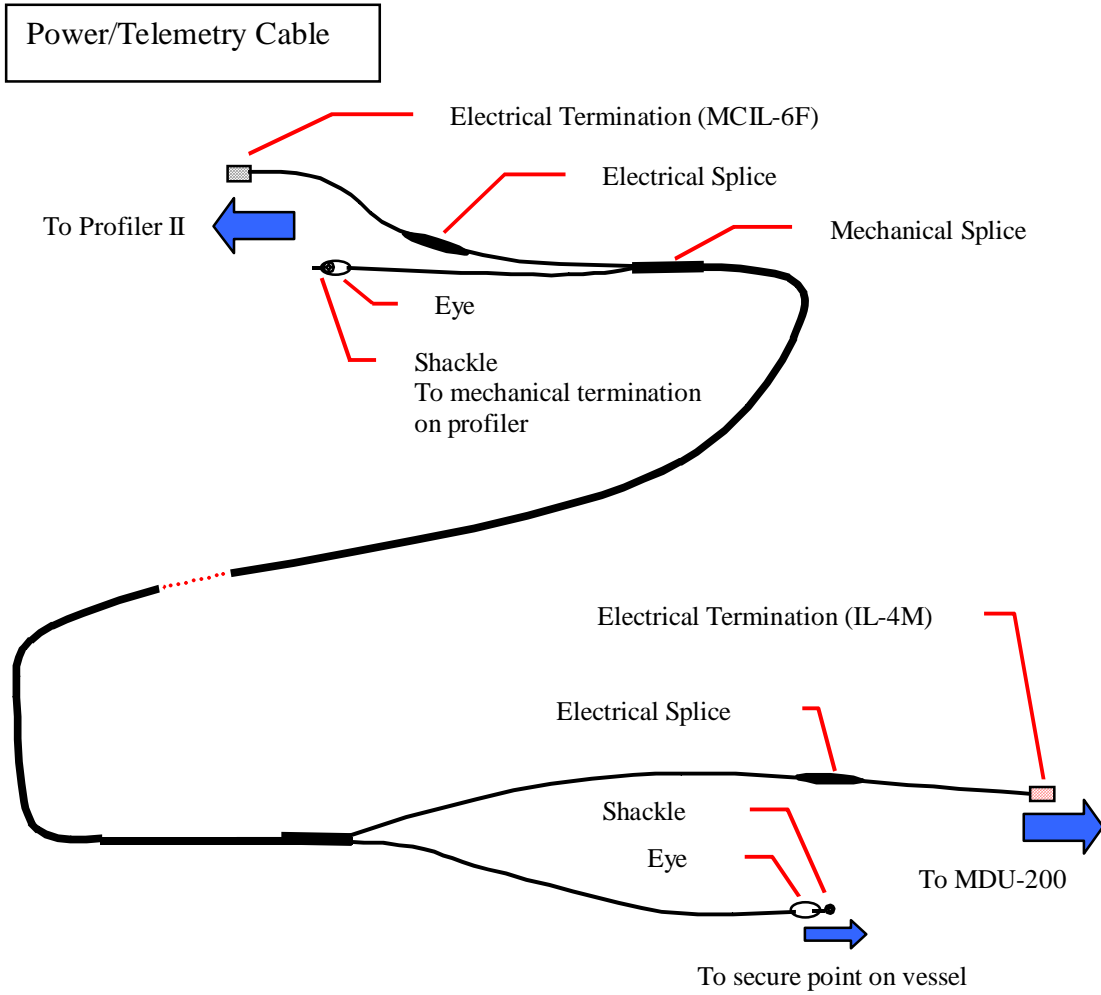 Power/Telemetry Cable
Electrical Termination (MCIL-6F)
Electrical Splice
To Profiler II
Mechanical Splice
Eye
Shackle
To mechanical termination
on profiler
Electrical Termination (IL-4M)
Electrical Splice
Shackle
Eye
To MDU-200
To secure point on vessel